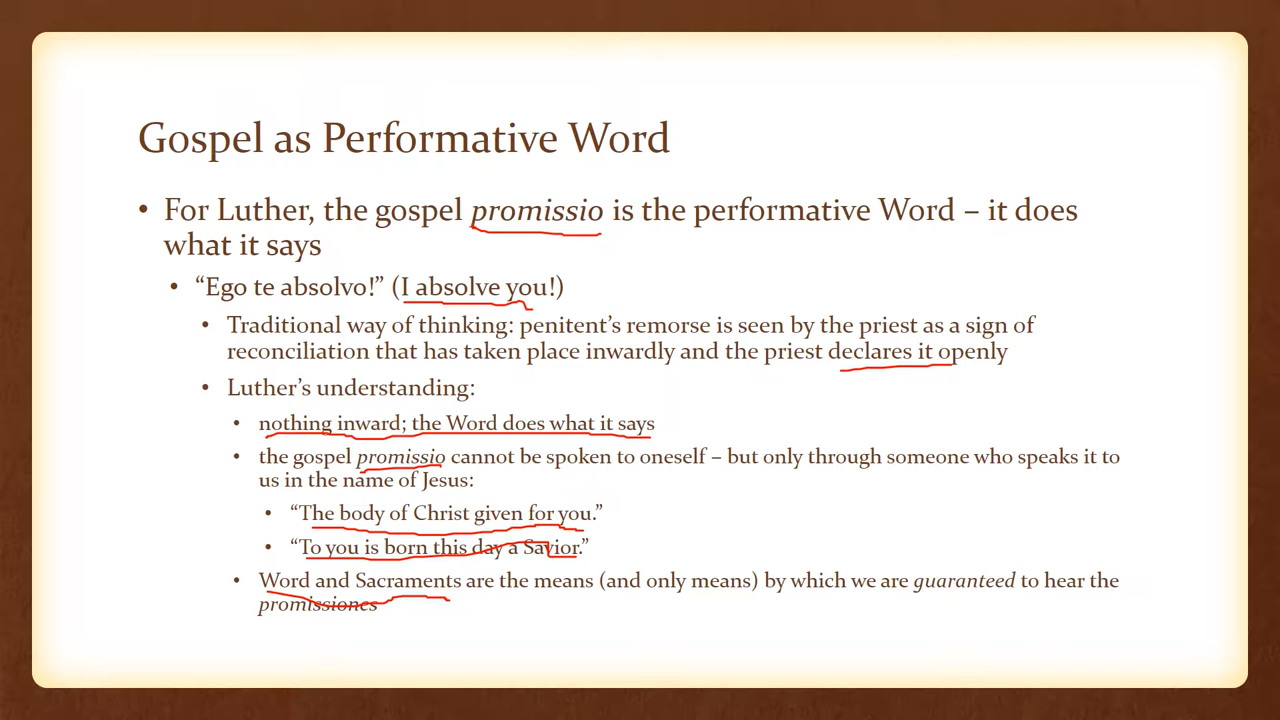 Gospel as Performative Word
• For Luther, the gospel promissio is the performative Word – it does
what it says
• “Ego te absolvo!” (I absolve you!)
• Traditional way of thinking: penitent’s remorse is seen by the priest as a sign of
reconciliation that has taken place inwardly and the priest declares it openly
• Luther’s understanding:
• nothing inward; the Word does what it says
• the gospel promissio cannot be spoken to oneself – but only through someone who speaks it to
us in the name of Jesus:
• “The body of Christ given for you.”
• “To you is born this day a Savior.”
• Word and Sacraments are the means (and only means) by which we are guaranteed to hear the
promissiones